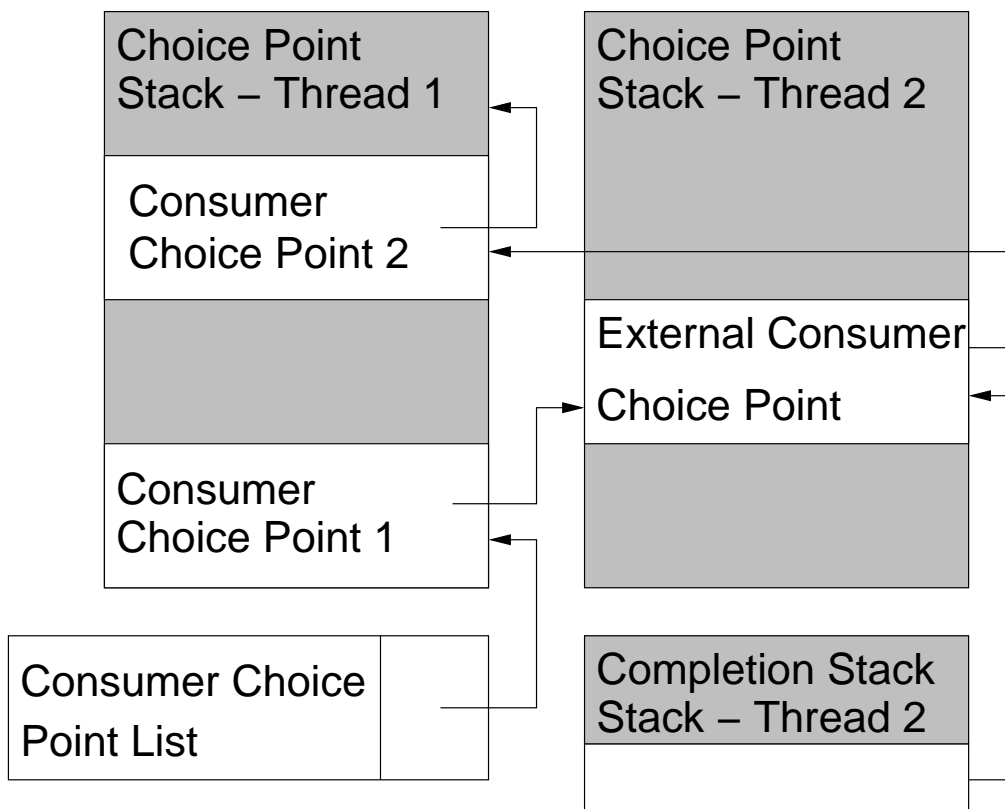 Choice Point
Stack – Thread 1
Consumer
Choice Point 2
Consumer
Choice Point 1
Consumer Choice
Point List
Choice Point
Stack – Thread 2
External Consumer
Choice Point
Completion Stack
Stack – Thread 2